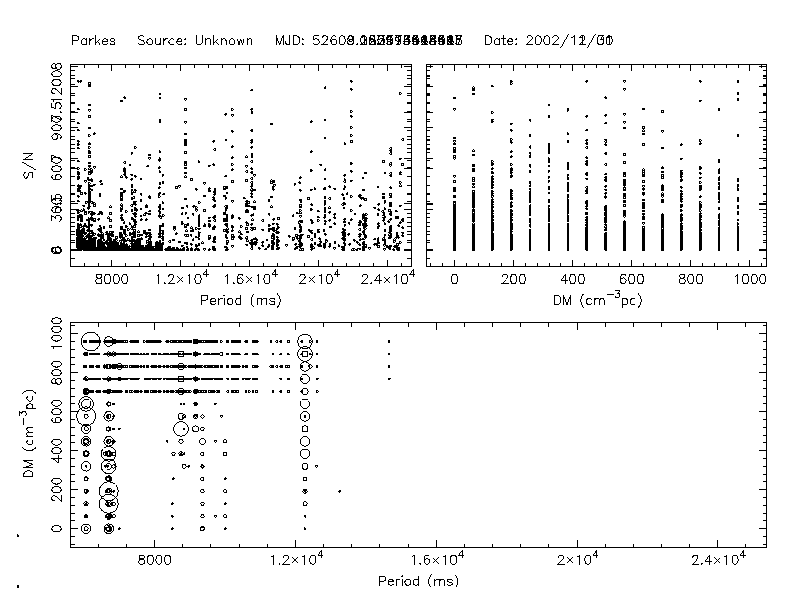 Parkes Source: Unknown MJD: Date: 2002/
S/N
8000 1.2×10⁴ 1.6×10⁴ 2×10⁴ 2.4×10⁴
Period (ms)
0 200 400 600 800 1000
DM (cm⁻³pc)
DM (cm⁻³pc)
1000
800
600
400
200
0
8000 1.2×10⁴ 1.6×10⁴ 2×10⁴ 2.4×10⁴
Period (ms)